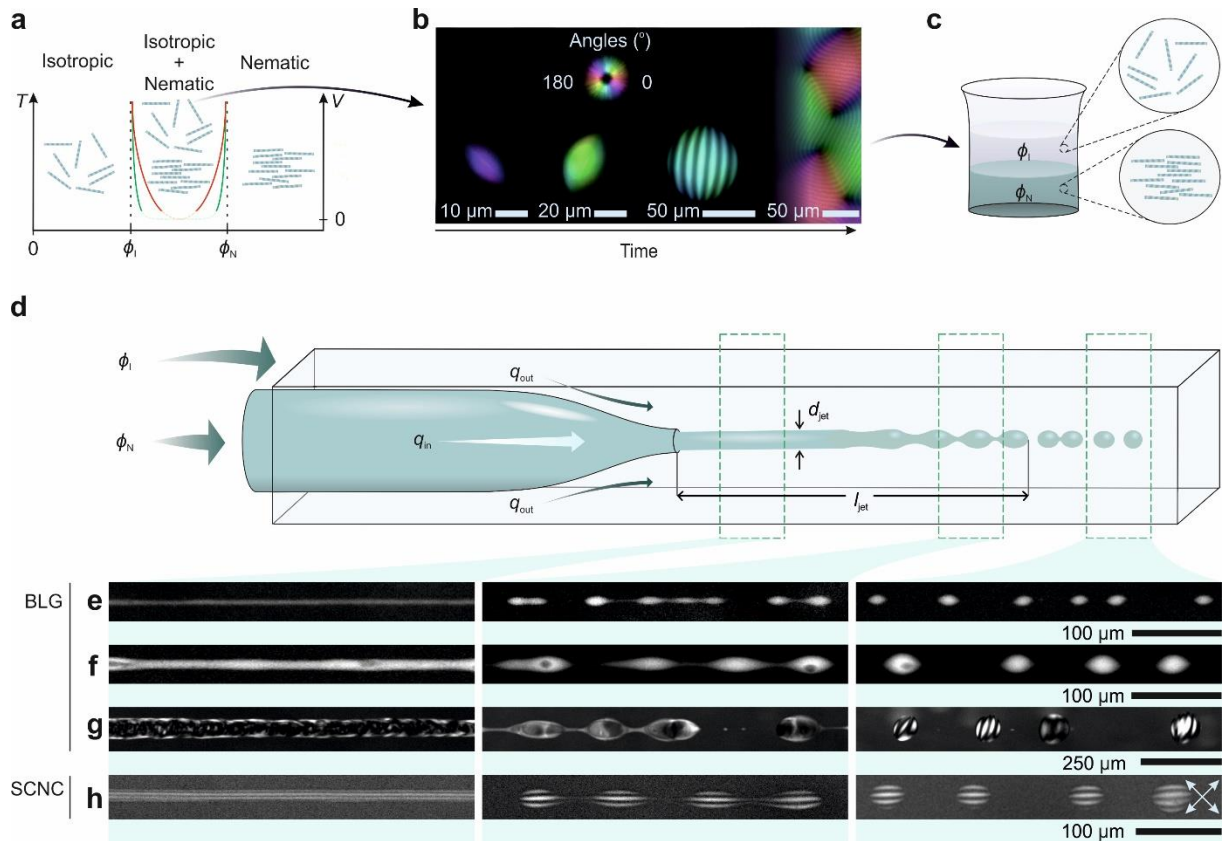 a
Isotropic
Isotropic
+
Nematic
Nematic
T
V
0
0
ϕI
ϕN
b
Angles (°)
180
0
10 µm
20 µm
50 µm
50 µm
Time
c
ϕI
ϕN
d
ϕI
ϕN
qout
qin
qout
djet
ljet
BLG
e
100 µm
f
100 µm
g
250 µm
SCNC
h
100 µm